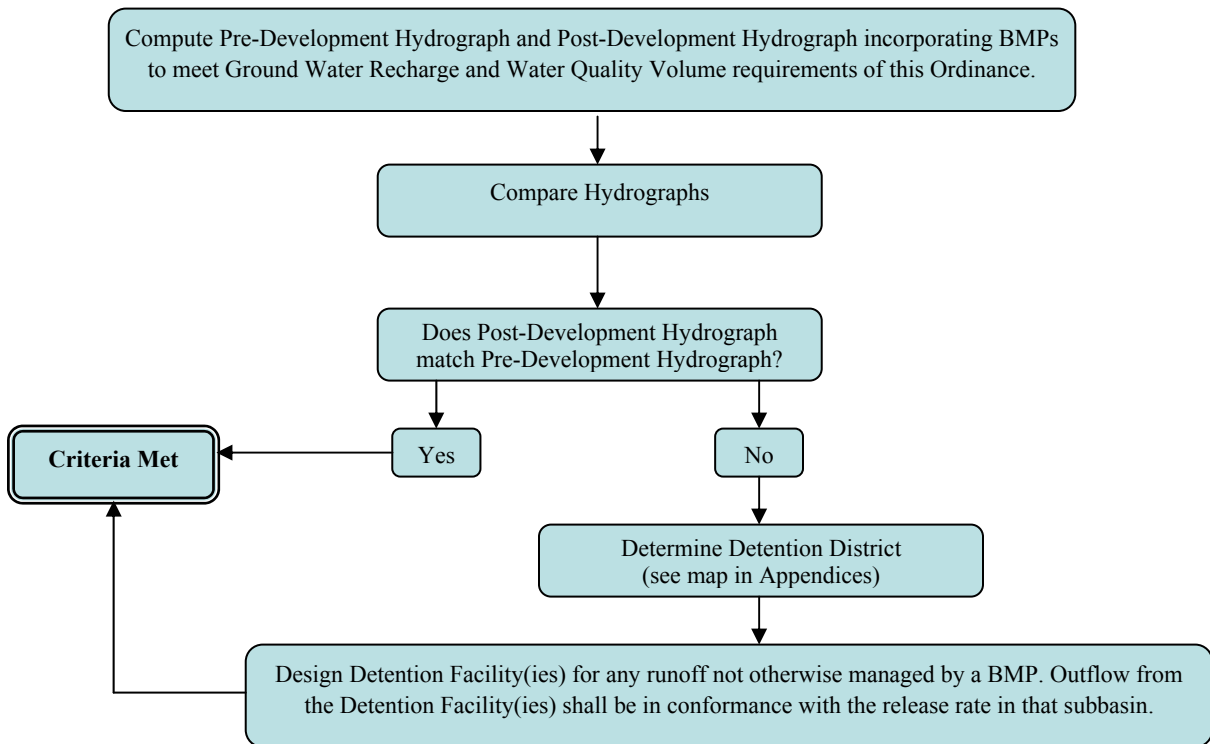 Compute Pre-Development Hydrograph and Post-Development Hydrograph incorporating BMPs
to meet Ground Water Recharge and Water Quality Volume requirements of this Ordinance.
Compare Hydrographs
Does Post-Development Hydrograph
match Pre-Development Hydrograph?
Criteria Met
Yes
No
Determine Detention District
(see map in Appendices)
Design Detention Facility(ies) for any runoff not otherwise managed by a BMP. Outflow from
the Detention Facility(ies) shall be in conformance with the release rate in that subbasin.